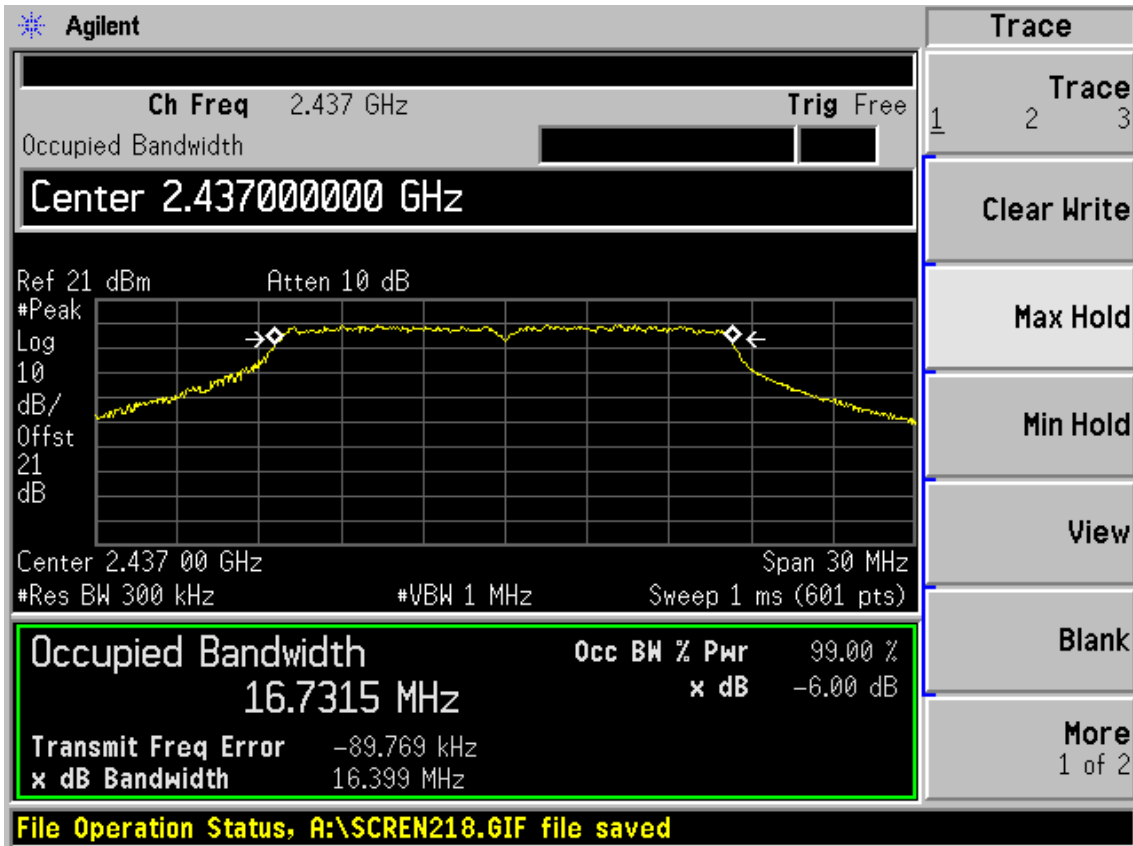 Agilent
Trace
Ch Freq 2.437 GHz Trig Free
Occupied Bandwidth
Center 2.437000000 GHz
Ref 21 dBm Atten 10 dB
#Peak
Log
10
dB/
Offst
21
dB
Center 2.437 00 GHz Span 30 MHz
#Res BW 300 kHz #VBW 1 MHz Sweep 1 ms (601 pts)
Occupied Bandwidth
16.7315 MHz
Occ BW % Pwr 99.00 %
x dB -6.00 dB
Transmit Freq Error -89.769 kHz
x dB Bandwidth 16.399 MHz
File Operation Status, A:\SCREN218.GIF file saved
Trace
1 2 3
Clear Write
Max Hold
Min Hold
View
Blank
More
1 of 2